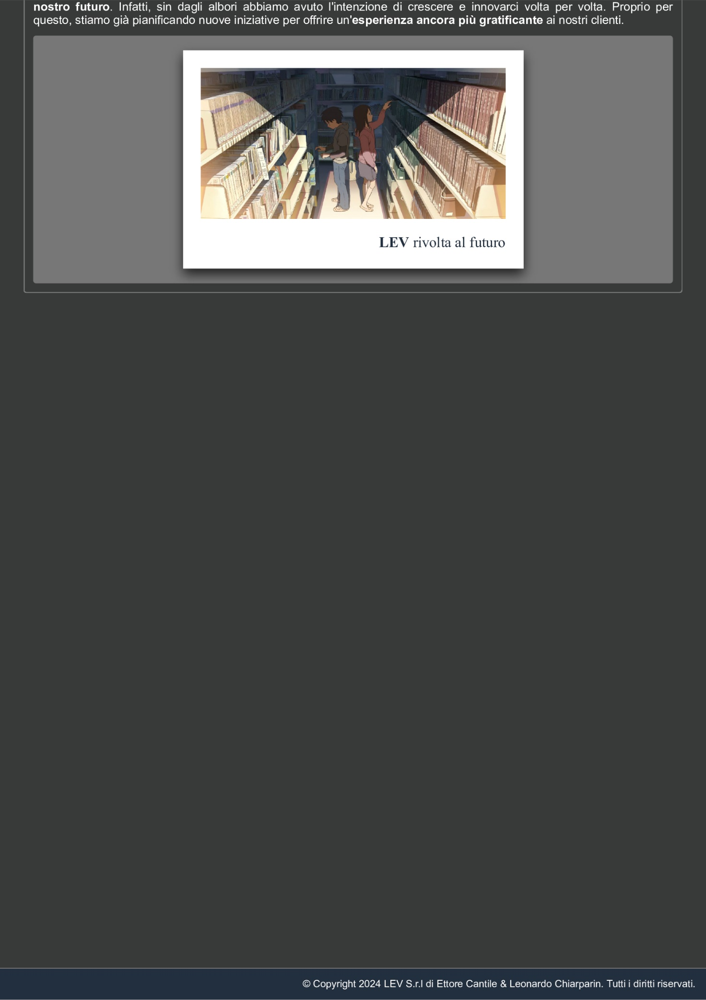 nostro futuro. Infatti, sin dagli albori abbiamo avuto l'intenzione di crescere e innovarci volta per volta. Proprio per
questo, stiamo già pianificando nuove iniziative per offrire un'esperienza ancora più gratificante ai nostri clienti.
LEV rivolta al futuro
© Copyright 2024 LEV S.r.l di Ettore Cantile & Leonardo Chiarparin. Tutti i diritti riservati.